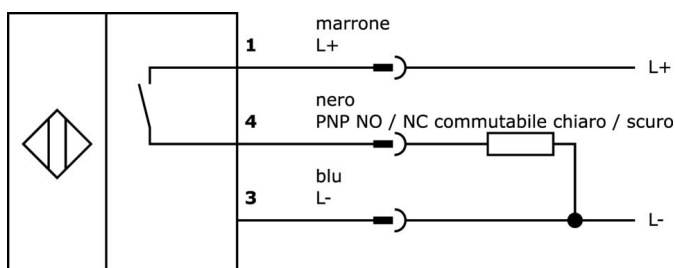 marrone
1 L+
L+
nero
4 PNP NO / NC commutabile chiaro / scuro
blu
3 L-
L-